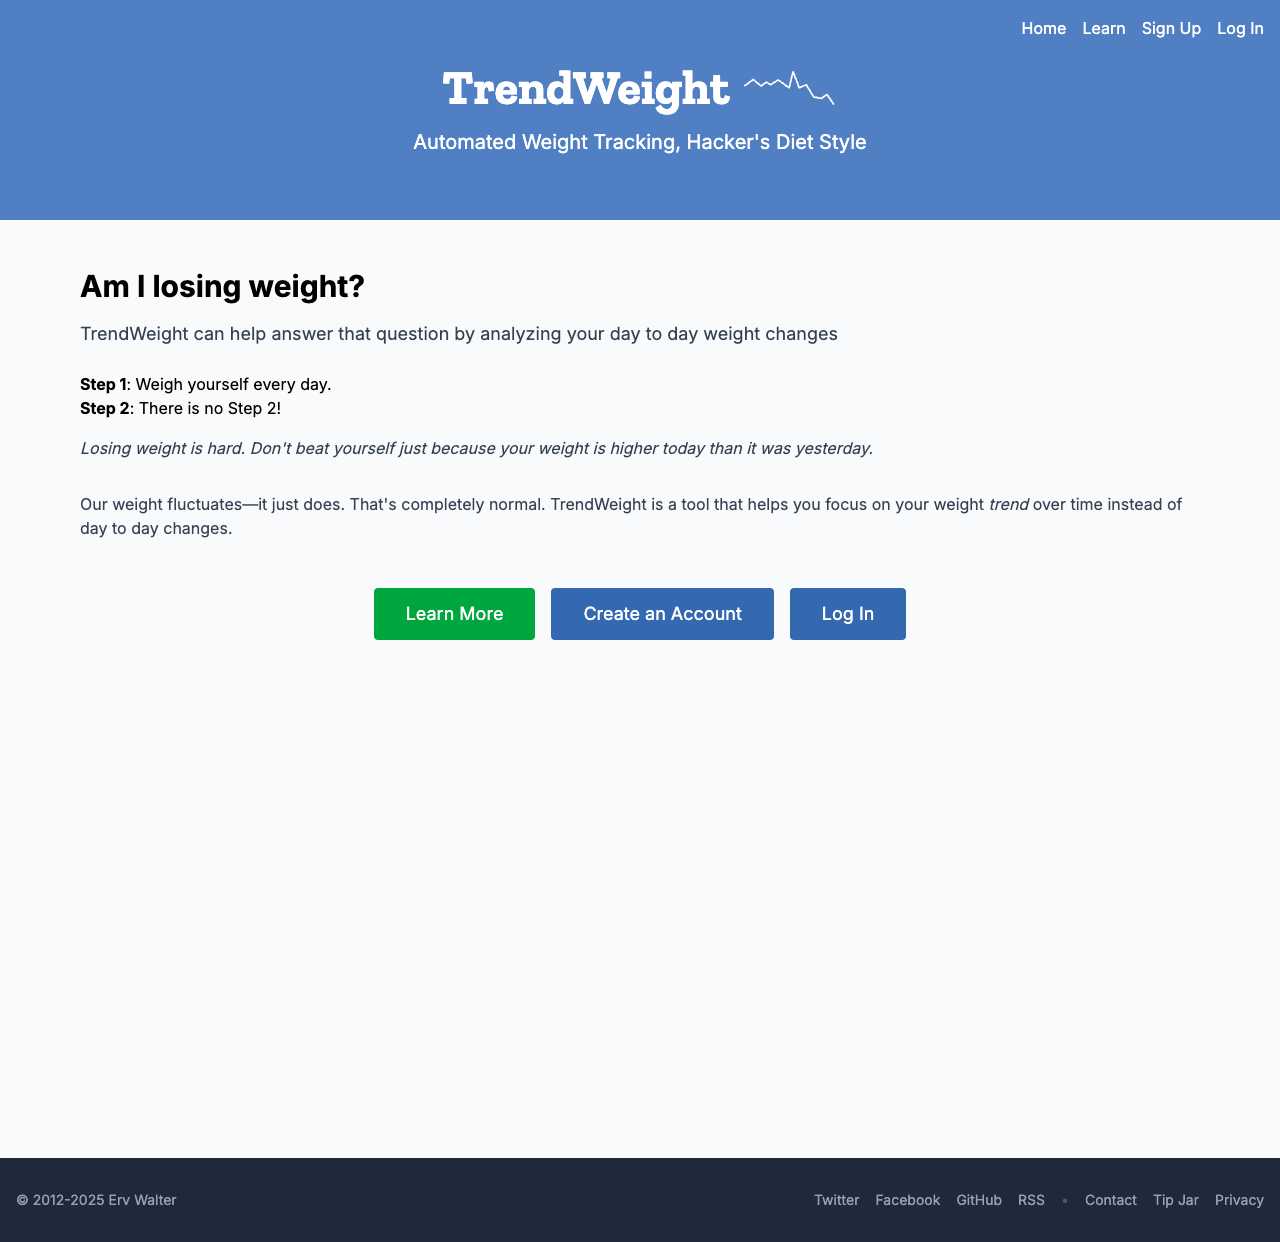 Home Learn Sign Up Log In
TrendWeight
Automated Weight Tracking, Hacker's Diet Style
Am I losing weight?
TrendWeight can help answer that question by analyzing your day to day weight changes
Step 1: Weigh yourself every day.
Step 2: There is no Step 2!
Losing weight is hard. Don't beat yourself just because your weight is higher today than it was yesterday.
Our weight fluctuates—it just does. That's completely normal. TrendWeight is a tool that helps you focus on your weight trend over time instead of
day to day changes.
Learn More Create an Account Log In
© 2012-2025 Erv Walter Twitter Facebook GitHub RSS • Contact Tip Jar Privacy